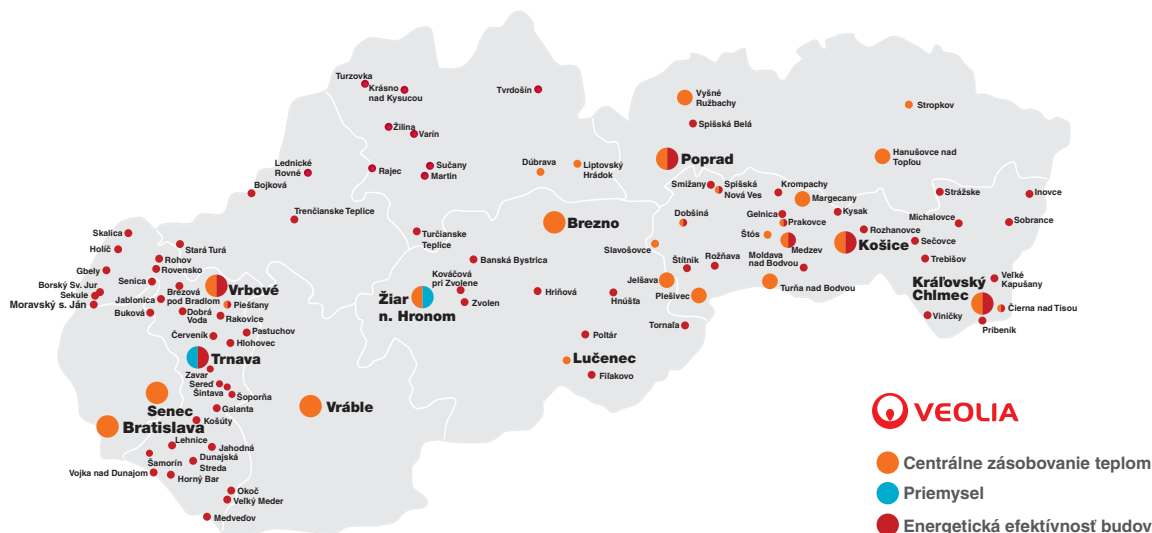 Turzovka
Krásno
nad Kysucou
Tvrdošín
Vyšné
Ružbachy
Stropkov
Žilina
Varín
Spišská Belá
Lednické
Rovné
Rajec
Sučany
Martin
Dúbrava
Liptovský
Hrádok
Poprad
Hanušovce nad
Topľou
Bojková
Smižany
Spišská
Nová Ves
Krompachy
Margecany
Strážske
Inovce
Trenčianske Teplice
Turčianske
Teplice
Brezno
Dobšiná
Gelnica
Prakovce
Kysak
Rozhanovce
Michalovce
Sobrance
Skalica
Holíč
Stará Turá
Rohov
Rovensko
Gbely
Senica
Slavošovce
Štós
Medzev
Košice
Sečovce
Trebišov
Banská Bystrica
Štítnik
Rožňava
Moldava
nad Bodvou
Borský Sv. Jur
Sekule
Moravský s. Ján
Jablonica
Buková
Brezová
pod Bradlom
Vrbové
Piešťany
Dobrá
Voda
Rakovice
Kováčová
pri Zvolene
Zvolen
Žiar
n. Hronom
Hriňová
Hnúšťa
Jelšava
Plešivec
Turňa nad Bodvou
Kráľovský
Chlmec
Veľké
Kapušany
Čierna nad Tisou
Viničky
Pribeník
Pastuchov
Červeník
Hlohovec
Tornaľa
Poltár
Trnava
Zavar
Lučenec
Fiľakovo
Sereď
Šintava
Šoporňa
Senec
Bratislava
Galanta
Košúty
Vráble
Lehnice
Jahodná
Šamorín
Dunajská
Streda
Vojka nad Dunajom
Horný Bar
Okoč
Veľký Meder
Medveďov
VEOLIA
Centrálne zásobovanie teplom
Priemysel
Energetická efektívnosť budov